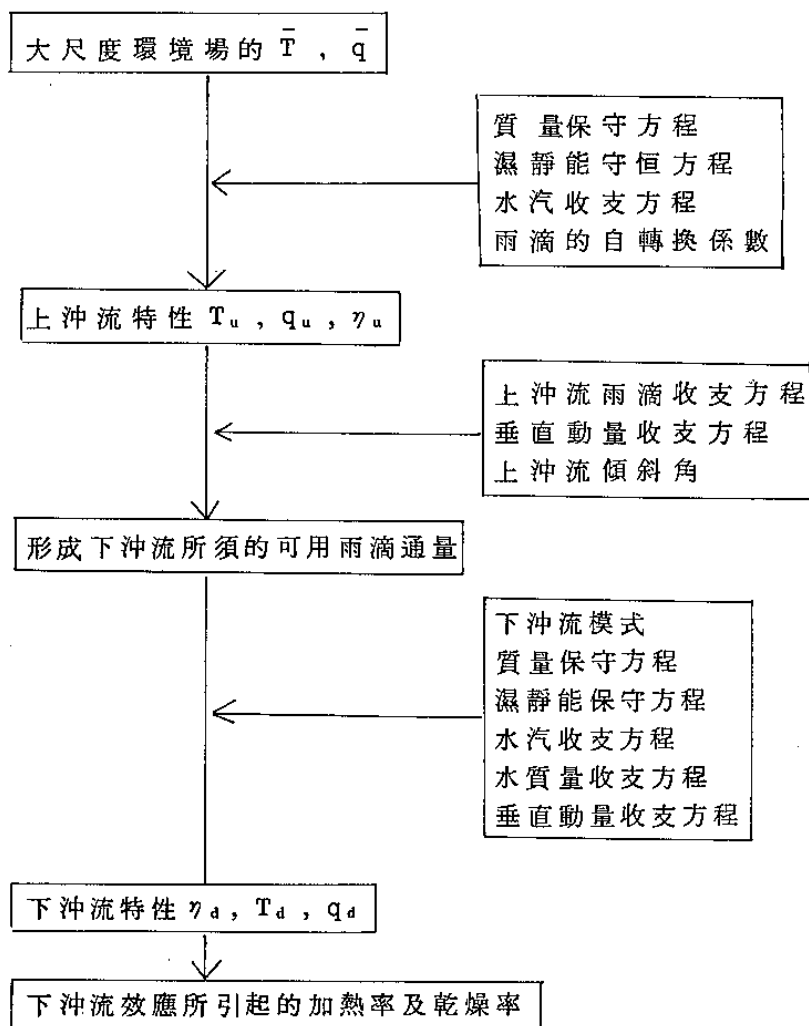 大尺度環境場的 T̄ , q̄
質量保守方程
濕靜能守恒方程
水汽收支方程
雨滴的自轉換係數
上沖流特性 Tᵤ , qᵤ , ηᵤ
上沖流雨滴收支方程
垂直動量收支方程
上沖流傾斜角
形成下沖流所須的可用雨滴通量
下沖流模式
質量保守方程
濕靜能保守方程
水汽收支方程
水質量收支方程
垂直動量收支方程
下沖流特性 η_d , T_d , q_d
下沖流效應所引起的加熱率及乾燥率